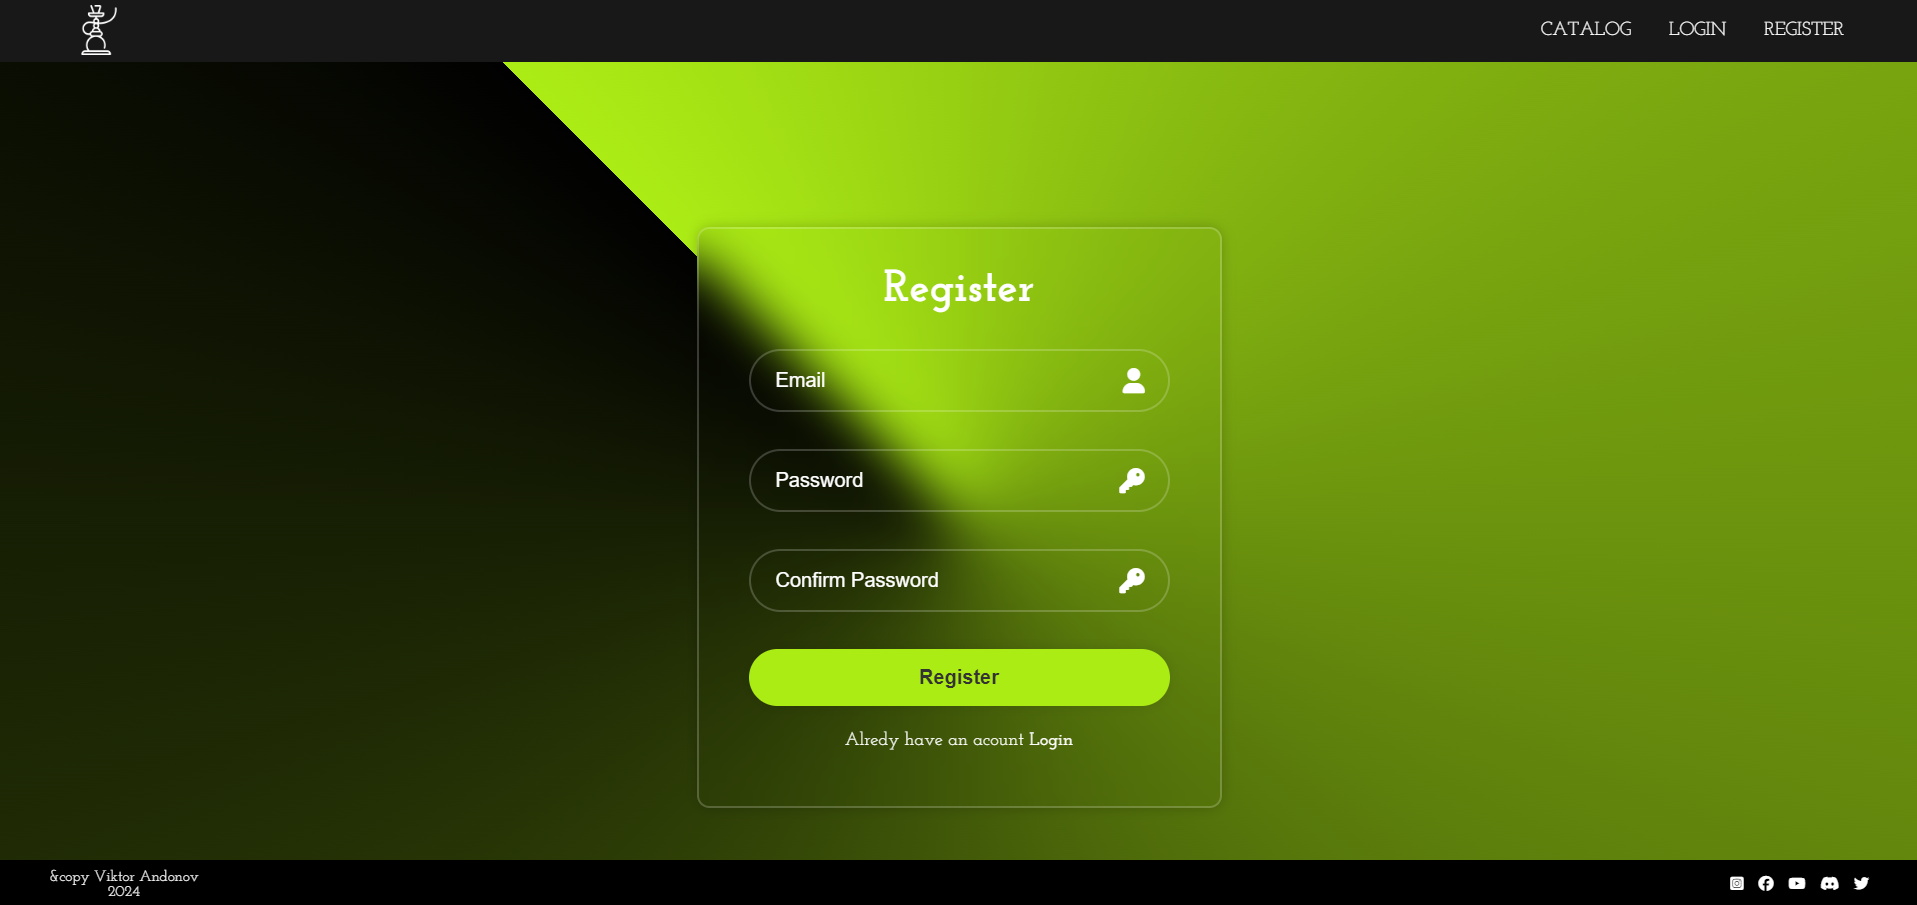 CATALOG LOGIN REGISTER
Register
Email
Password
Confirm Password
Register
Alredy have an acount Login
&copy Viktor Andonov
2024